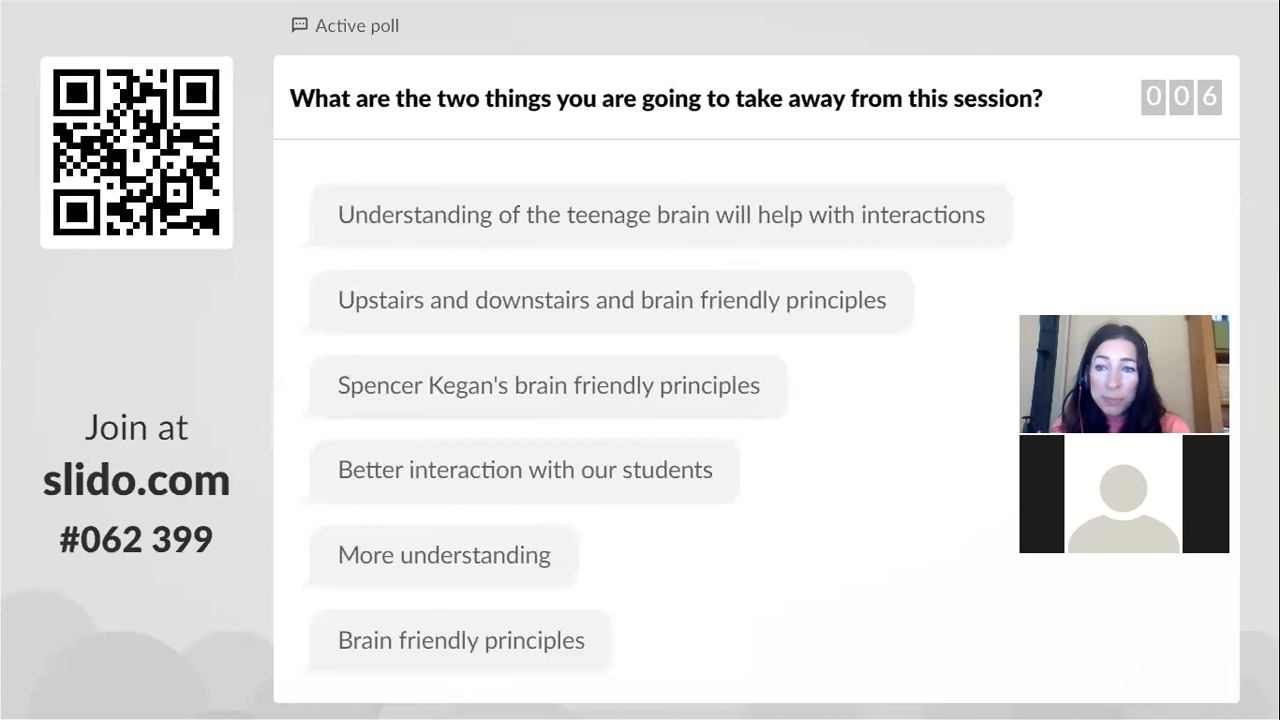 Active poll
What are the two things you are going to take away from this session?
006
Understanding of the teenage brain will help with interactions
Upstairs and downstairs and brain friendly principles
Spencer Kegan's brain friendly principles
Better interaction with our students
More understanding
Brain friendly principles
Join at
slido.com
#062 399